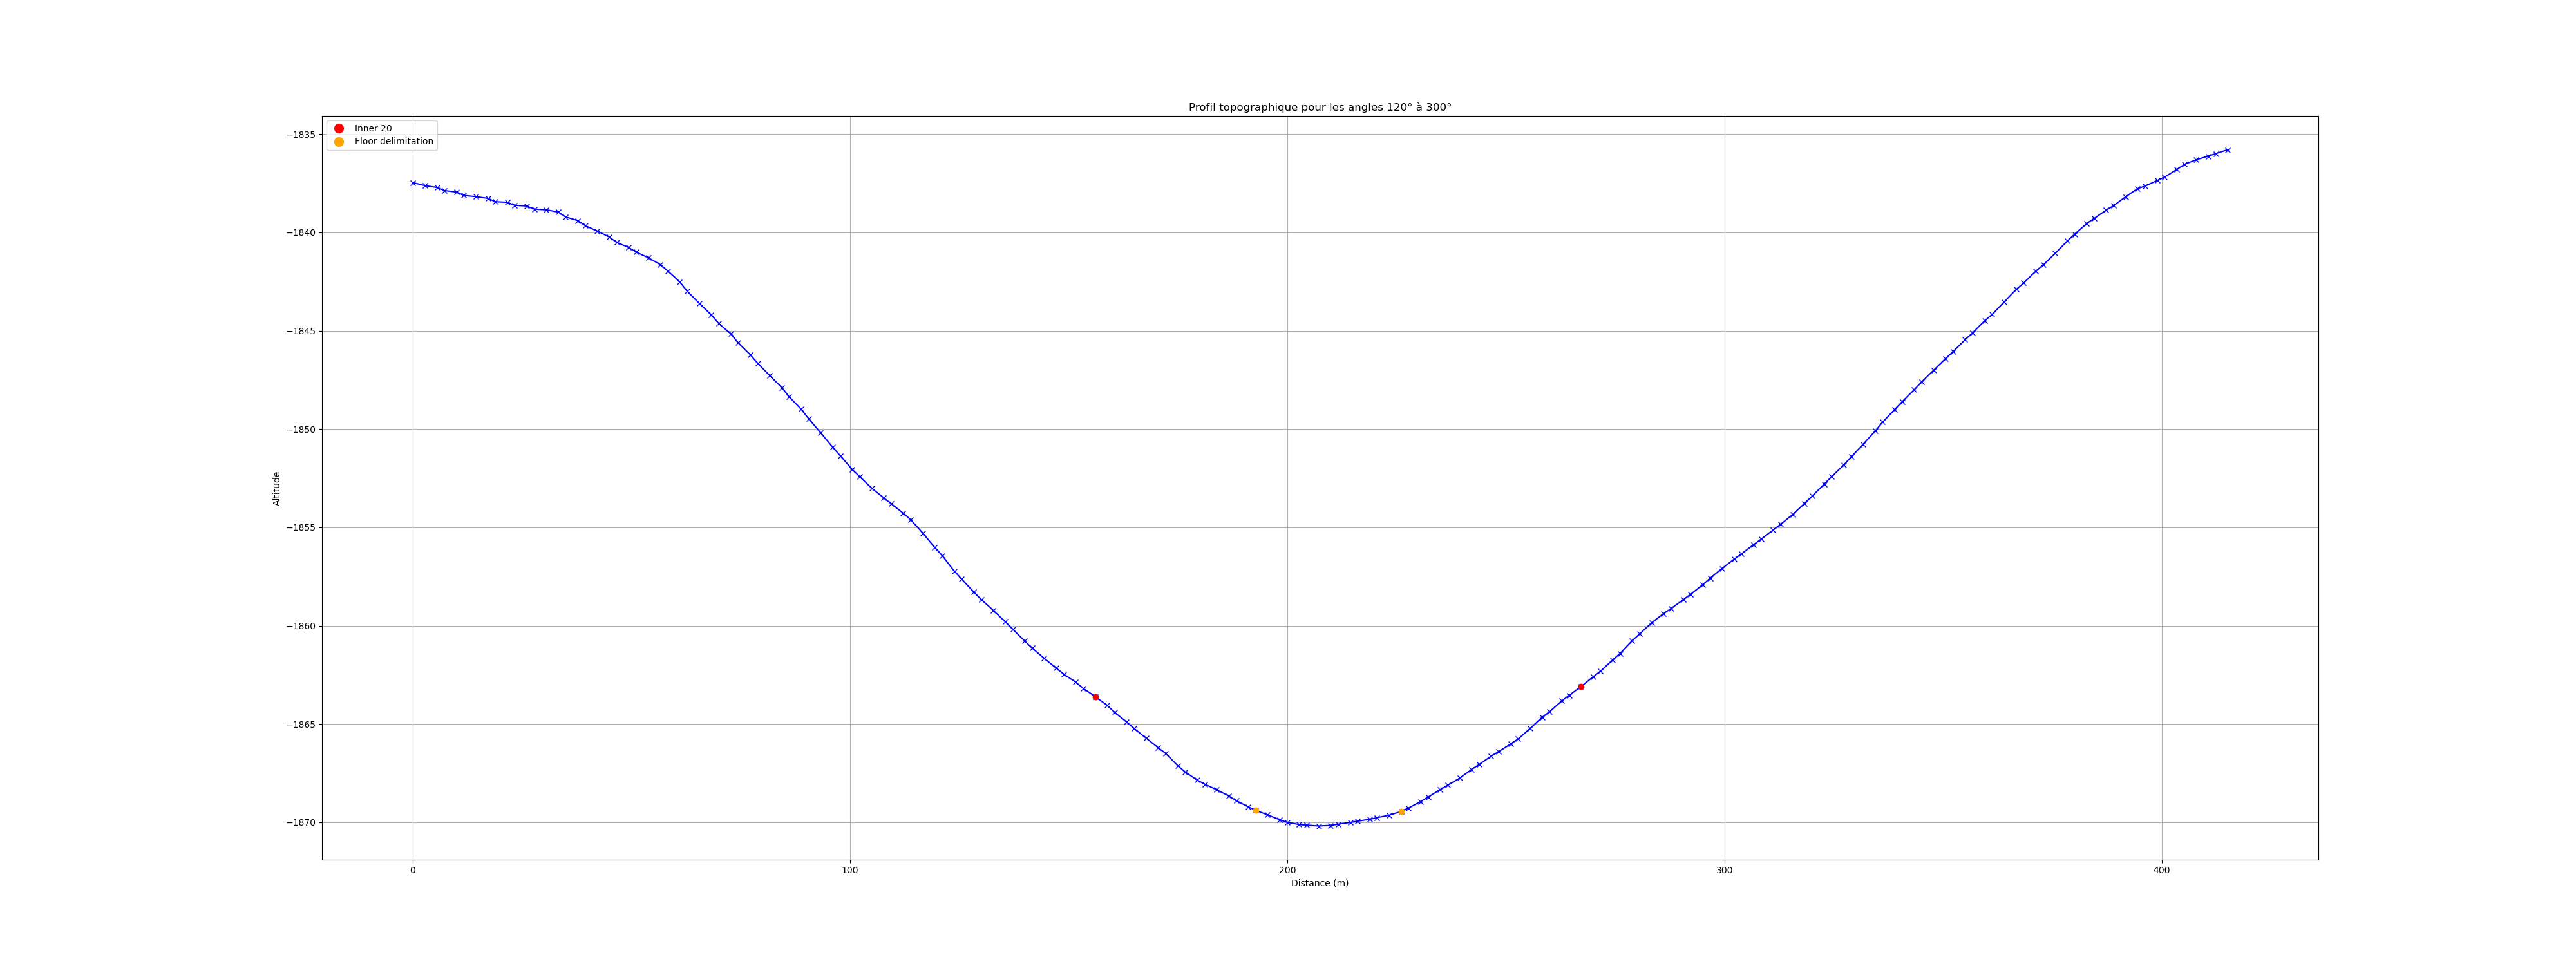 Profil topographique pour les angles 120° à 300°
Inner 20
Floor delimitation
−1835
−1840
−1845
−1850
−1855
−1860
−1865
−1870
Altitude
0 100 200 300 400
Distance (m)